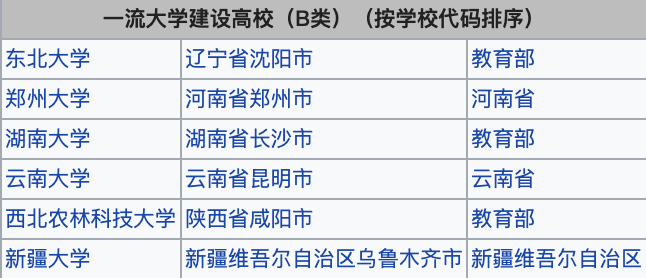 一流大学建设高校（B类）（按学校代码排序）
东北大学 辽宁省沈阳市 教育部
郑州大学 河南省郑州市 河南省
湖南大学 湖南省长沙市 教育部
云南大学 云南省昆明市 云南省
西北农林科技大学 陕西省咸阳市 教育部
新疆大学 新疆维吾尔自治区乌鲁木齐市 新疆维吾尔自治区